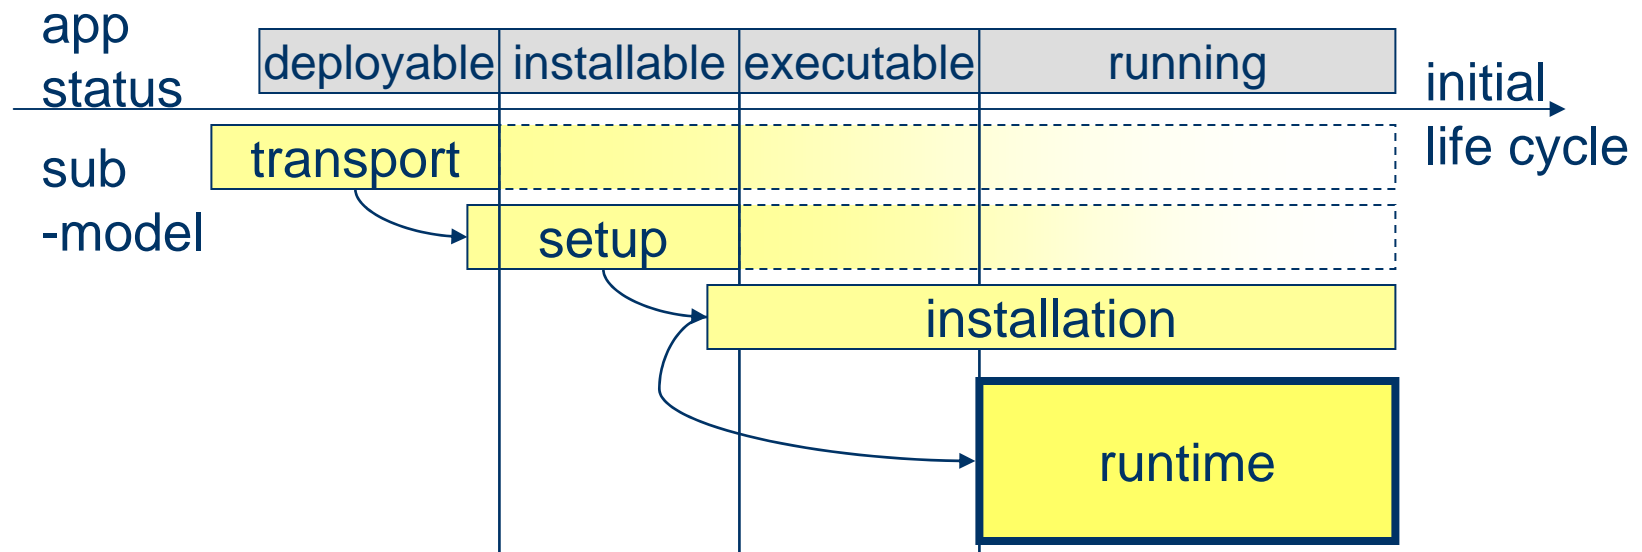 app
status
deployable installable executable running
initial
life cycle
sub
-model
transport
setup
installation
runtime